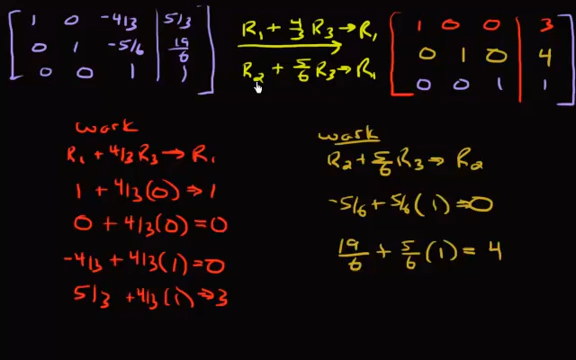 1 0 -4/3 | 5/3 R₁ + 4/3 R₃ → R₁ 1 0 0 | 3
0 1 -5/6 | 19/6 0 1 0 | 4
0 0 1 | 1 R₂ + 5/6 R₃ → R₁ 0 0 1 | 1
work
R₁ + 4/3 R₃ → R₁
1 + 4/3 (0) ⇒ 1
0 + 4/3 (0) = 0
-4/3 + 4/3 (1) = 0
5/3 + 4/3 (1) ⇒ 3
work
R₂ + 5/6 R₃ → R₂
-5/6 + 5/6 (1) ⇒ 0
19/6 + 5/6 (1) = 4